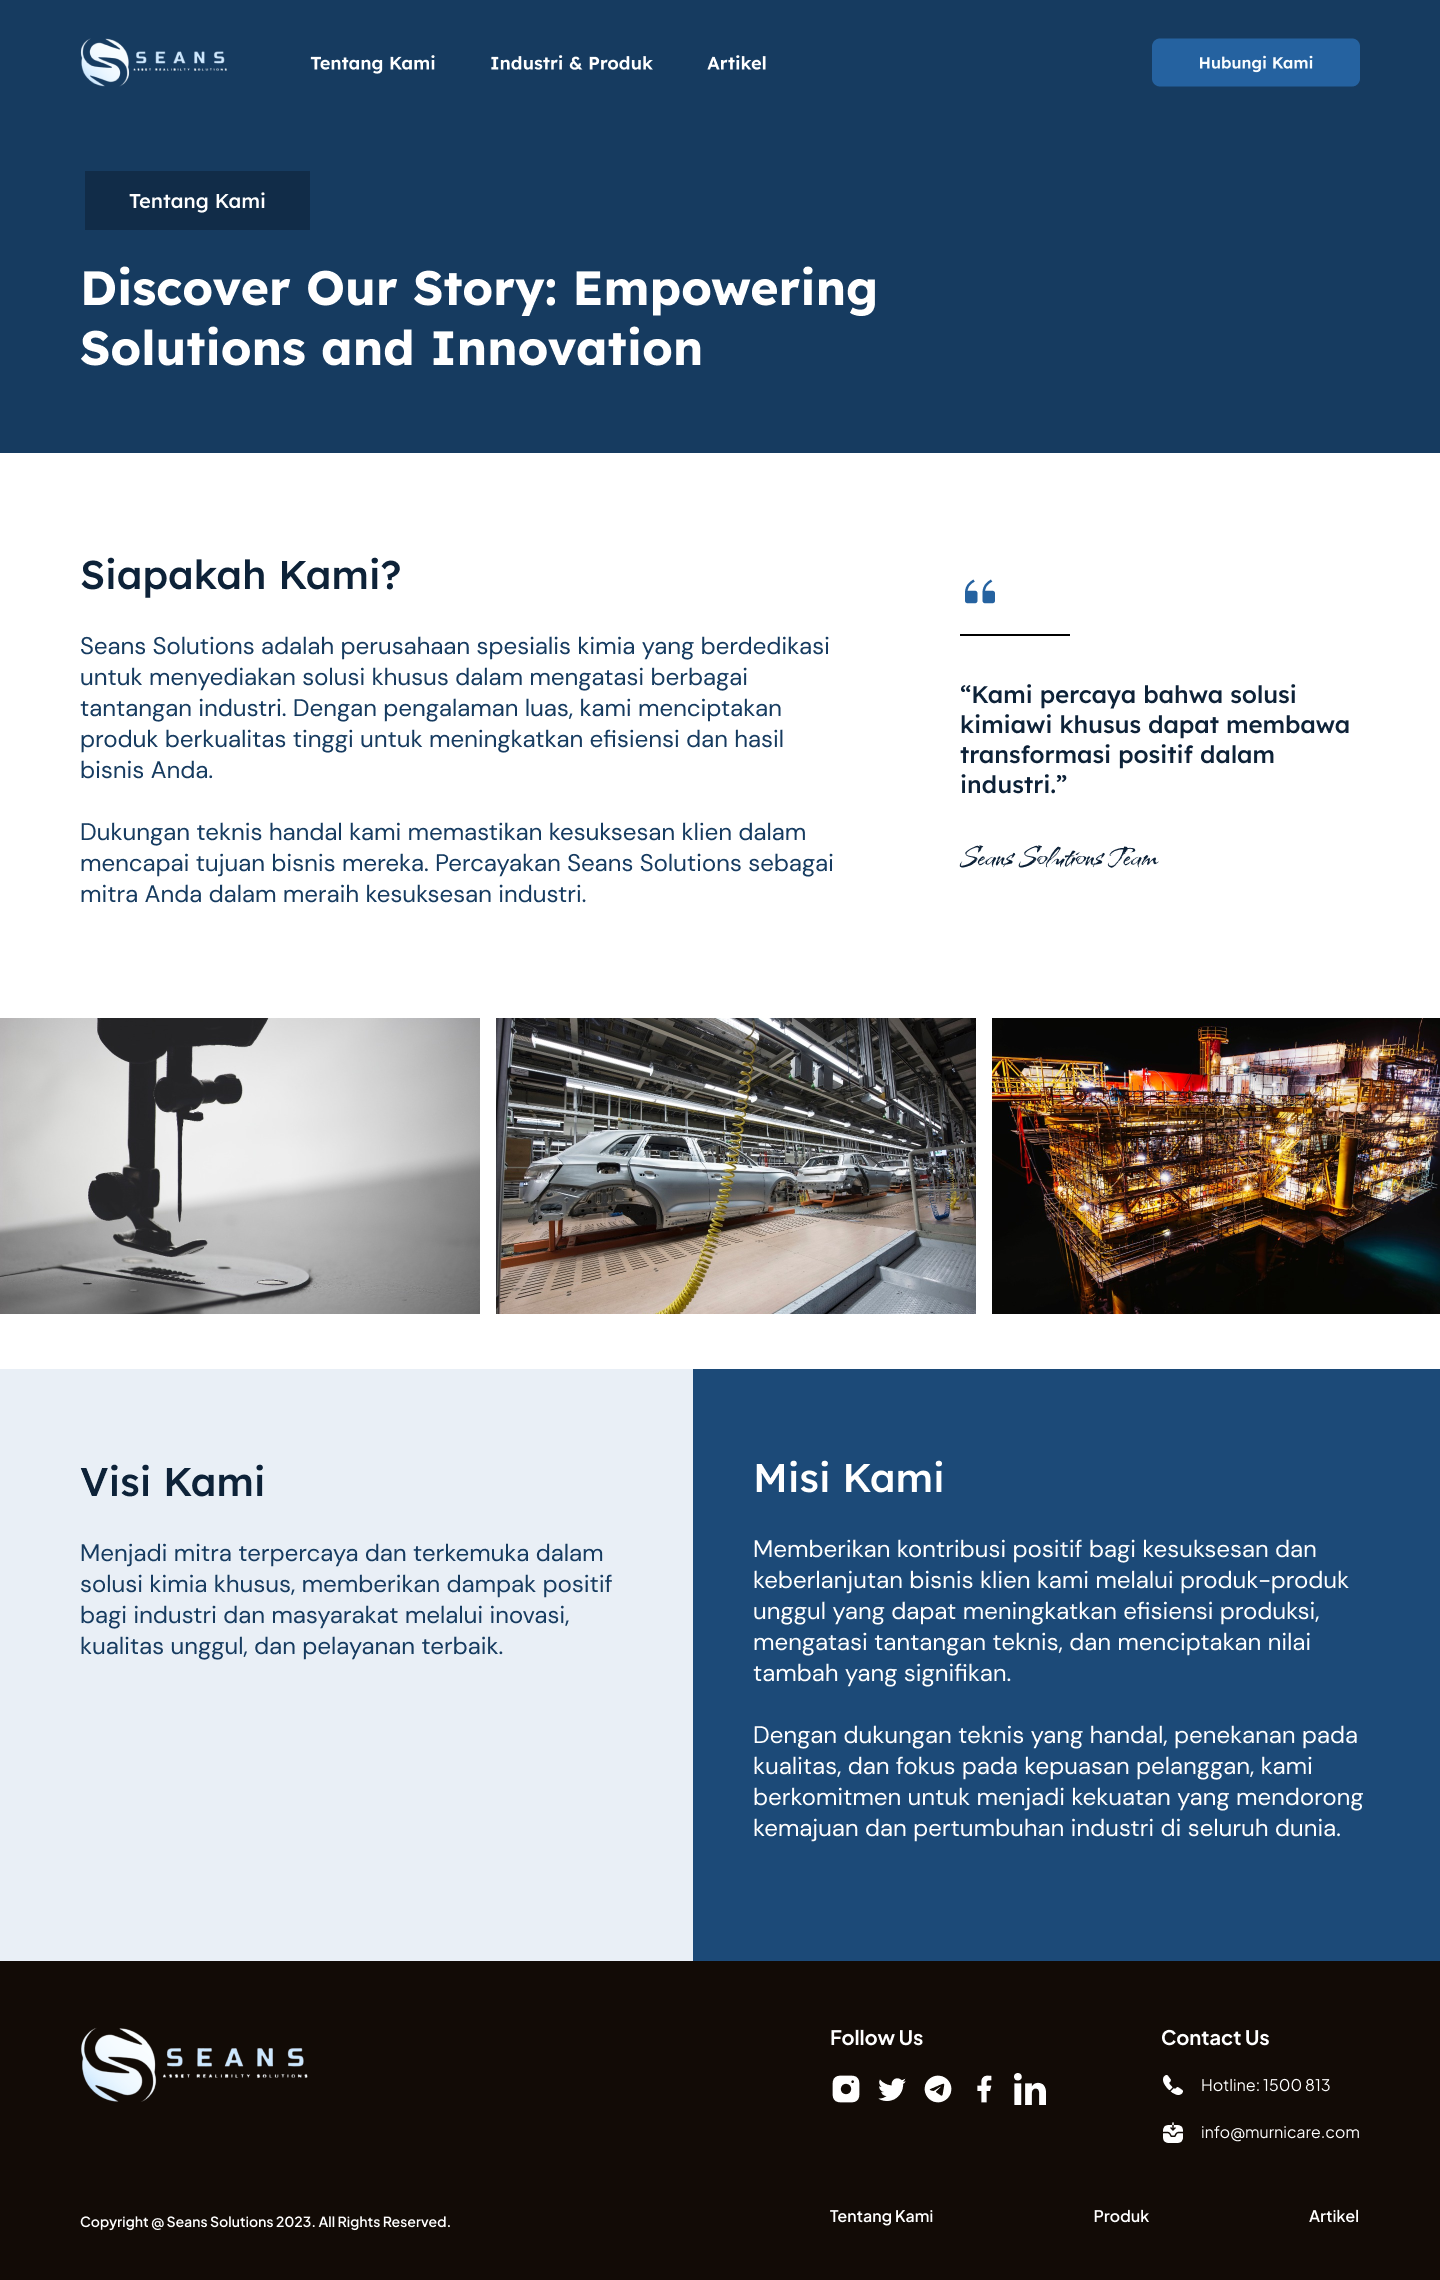 SEANS
ASSET REALIBILTY SOLUTIONS
Tentang Kami
Industri & Produk
Artikel
Hubungi Kami
Tentang Kami
Discover Our Story: Empowering
Solutions and Innovation
Siapakah Kami?
Seans Solutions adalah perusahaan spesialis kimia yang berdedikasi
untuk menyediakan solusi khusus dalam mengatasi berbagai
tantangan industri. Dengan pengalaman luas, kami menciptakan
produk berkualitas tinggi untuk meningkatkan efisiensi dan hasil
bisnis Anda.
Dukungan teknis handal kami memastikan kesuksesan klien dalam
mencapai tujuan bisnis mereka. Percayakan Seans Solutions sebagai
mitra Anda dalam meraih kesuksesan industri.
“Kami percaya bahwa solusi
kimiawi khusus dapat membawa
transformasi positif dalam
industri.”
Seans Solutions Team
Visi Kami
Menjadi mitra terpercaya dan terkemuka dalam
solusi kimia khusus, memberikan dampak positif
bagi industri dan masyarakat melalui inovasi,
kualitas unggul, dan pelayanan terbaik.
Misi Kami
Memberikan kontribusi positif bagi kesuksesan dan
keberlanjutan bisnis klien kami melalui produk-produk
unggul yang dapat meningkatkan efisiensi produksi,
mengatasi tantangan teknis, dan menciptakan nilai
tambah yang signifikan.
Dengan dukungan teknis yang handal, penekanan pada
kualitas, dan fokus pada kepuasan pelanggan, kami
berkomitmen untuk menjadi kekuatan yang mendorong
kemajuan dan pertumbuhan industri di seluruh dunia.
SEANS
ASSET REALIBILTY SOLUTIONS
Follow Us
Contact Us
Hotline: 1500 813
info@murnicare.com
Copyright @ Seans Solutions 2023. All Rights Reserved.
Tentang Kami
Produk
Artikel